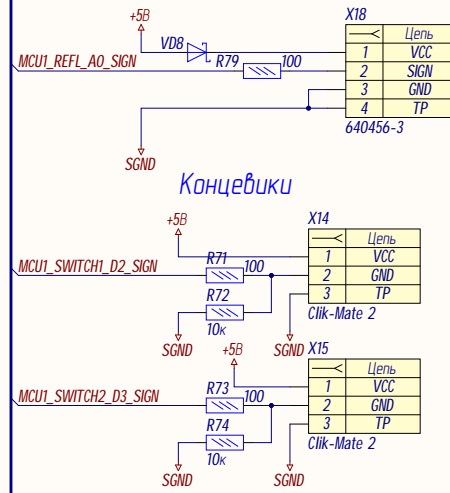 +5В
X18
VD8
Цепь
1 VCC
MCU1_REFL_A0_SIGN
R79
100
2 SIGN
3 GND
4 TP
640456-3
SGND
Концевики
+5В
X14
Цепь
R71
1 VCC
MCU1_SWITCH1_D2_SIGN
100
2 GND
R72
3 TP
10к
Clik-Mate 2
SGND
SGND
+5В
X15
Цепь
R73
1 VCC
MCU1_SWITCH2_D3_SIGN
100
2 GND
R74
3 TP
10к
Clik-Mate 2
SGND
SGND